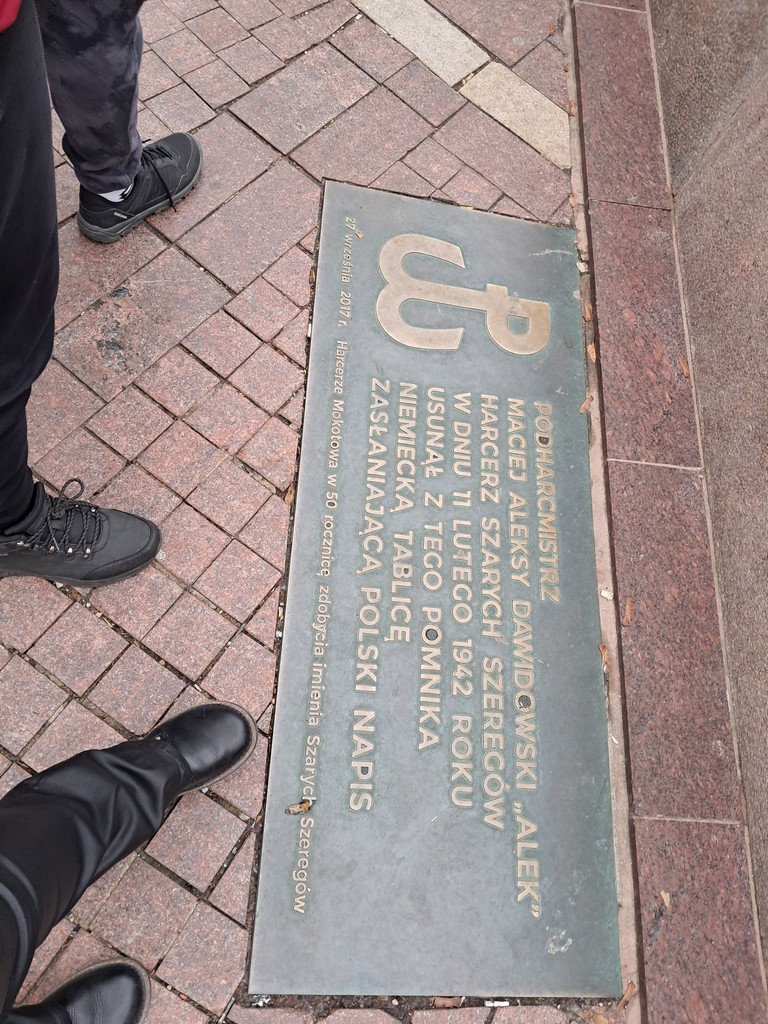 PODHARCMISTRZ
MACIEJ ALEKSY DAWIDOWSKI „ALEK”
HARCERZ SZARYCH SZEREGÓW
W DNIU 11 LUTEGO 1942 ROKU
USUNĄŁ Z TEGO POMNIKA
NIEMIECKĄ TABLICĘ
ZASŁANIAJĄCĄ POLSKI NAPIS
27 września 2017 r. Harcerze Mokotowa w 50 rocznicę zdobycia imienia Szarych Szeregów